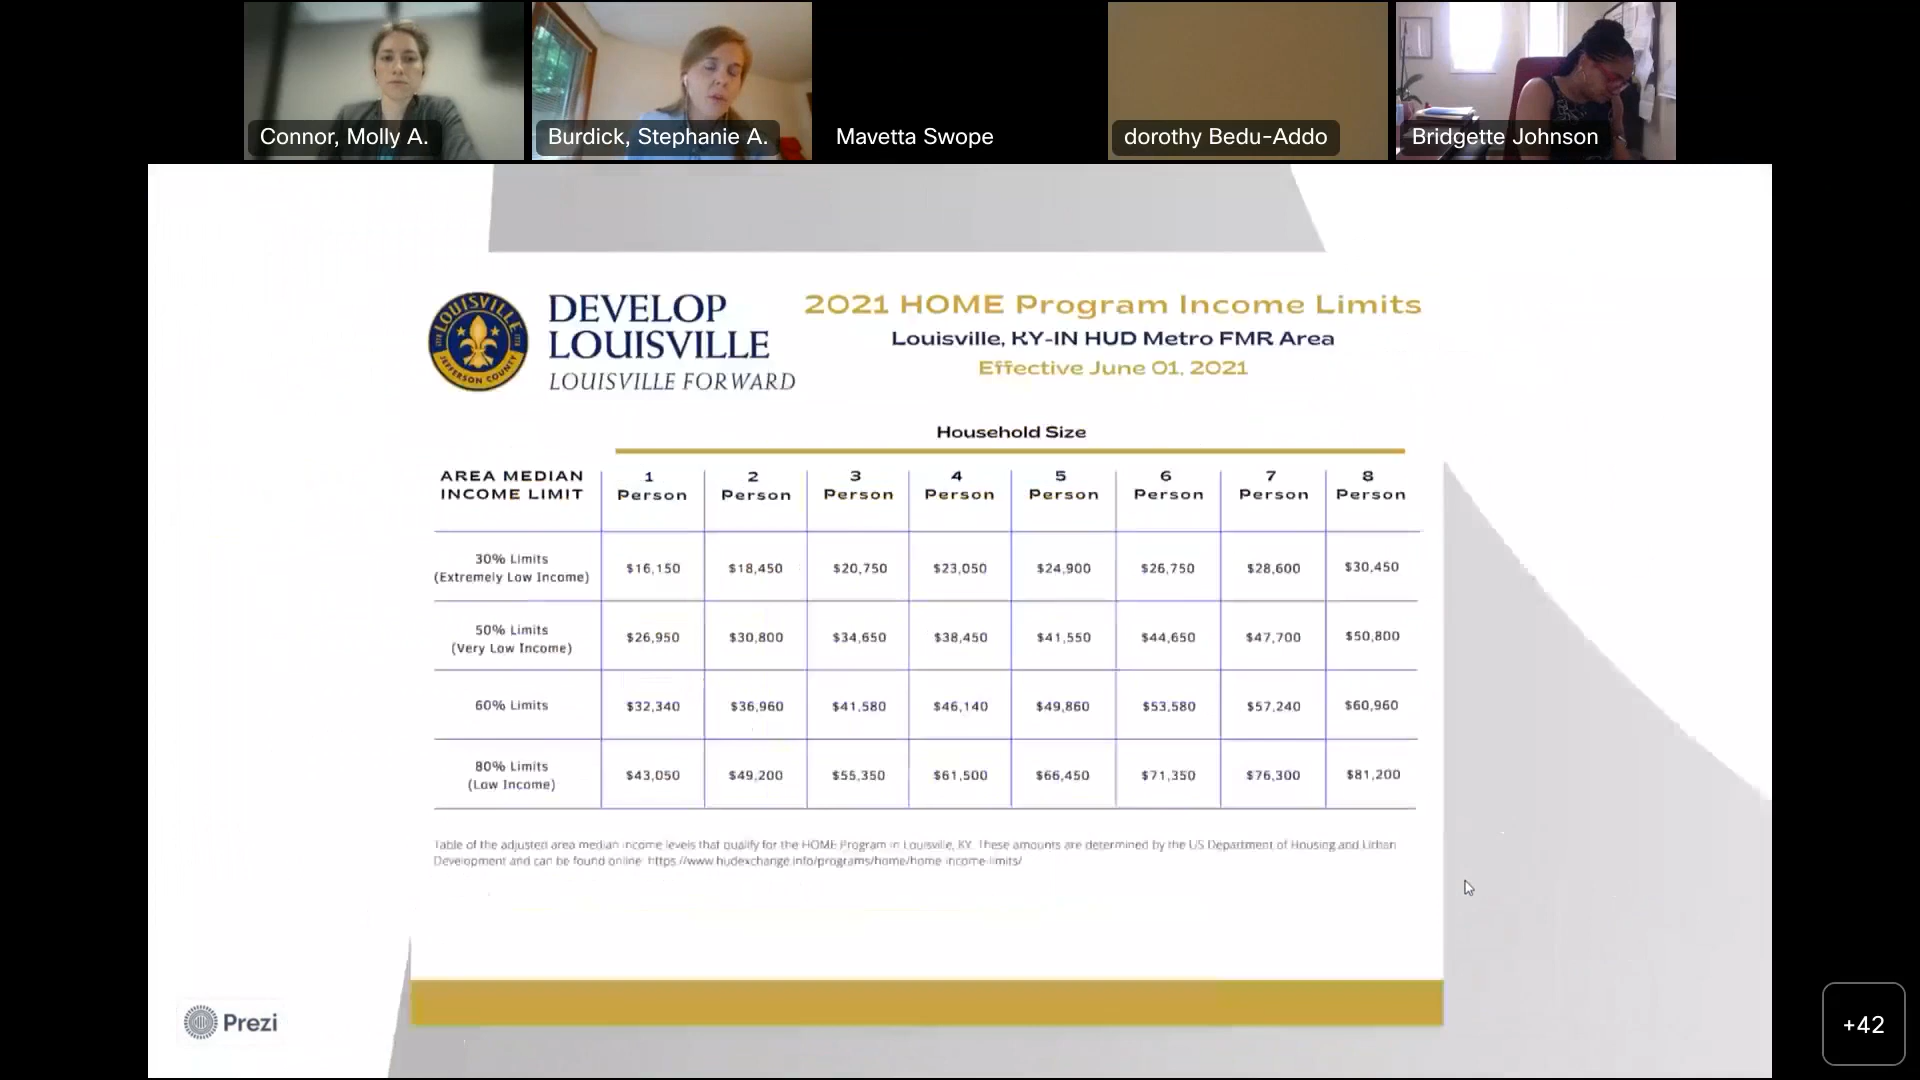 Connor, Molly A.
Burdick, Stephanie A.
Mavetta Swope
dorothy Bedu-Addo
Bridgette Johnson
LOUISVILLE
JEFFERSON COUNTY
DEVELOP
LOUISVILLE
LOUISVILLE FORWARD
2021 HOME Program Income Limits
Louisville, KY-IN HUD Metro FMR Area
Effective June 01, 2021
Household Size
AREA MEDIAN INCOME LIMIT 1 Person 2 Person 3 Person 4 Person 5 Person 6 Person 7 Person 8 Person
30% Limits (Extremely Low Income) $16,150 $18,450 $20,750 $23,050 $24,900 $26,750 $28,600 $30,450
50% Limits (Very Low Income) $26,950 $30,800 $34,650 $38,450 $41,550 $44,650 $47,700 $50,800
60% Limits $32,340 $36,960 $41,580 $46,140 $49,860 $53,580 $57,240 $60,960
80% Limits (Low Income) $43,050 $49,200 $55,350 $61,500 $66,450 $71,350 $76,300 $81,200
Table of the adjusted area median income levels that qualify for the HOME Program in Louisville, KY. These amounts are determined by the US Department of Housing and Urban
Development and can be found online: https://www.hudexchange.info/programs/home/home-income-limits/
Prezi
+42